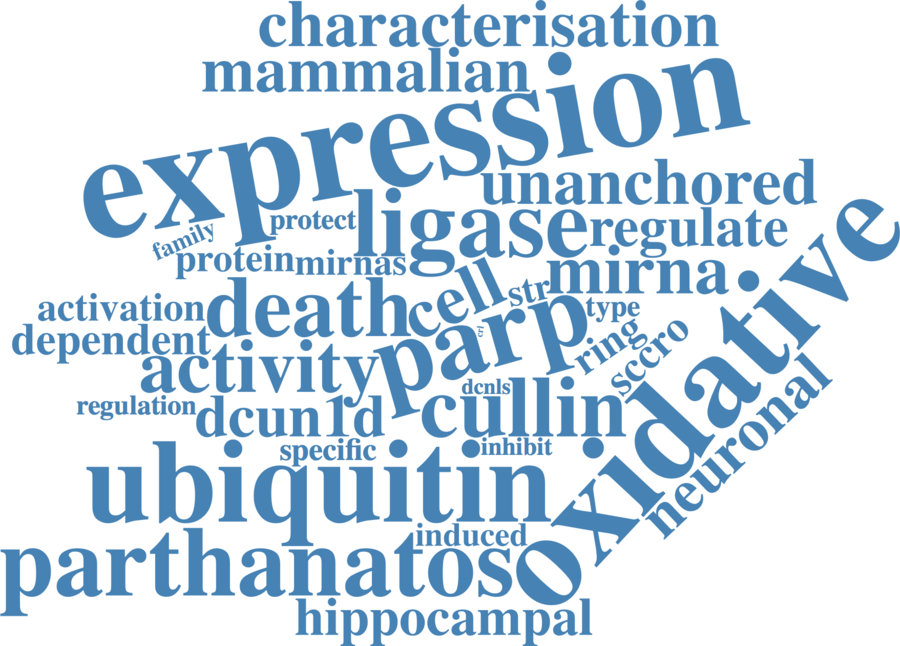 characterisation
mammalian
expression
unanchored
protect
ligase
regulate
family
protein
mirnas
mirna
oxidative
activation
death
cell
str
type
dependent
parp
ring
sccro
activity
dcnls
regulation
dcun1d
cullin
neuronal
specific
inhibit
ubiquitin
induced
parthanatos
hippocampal